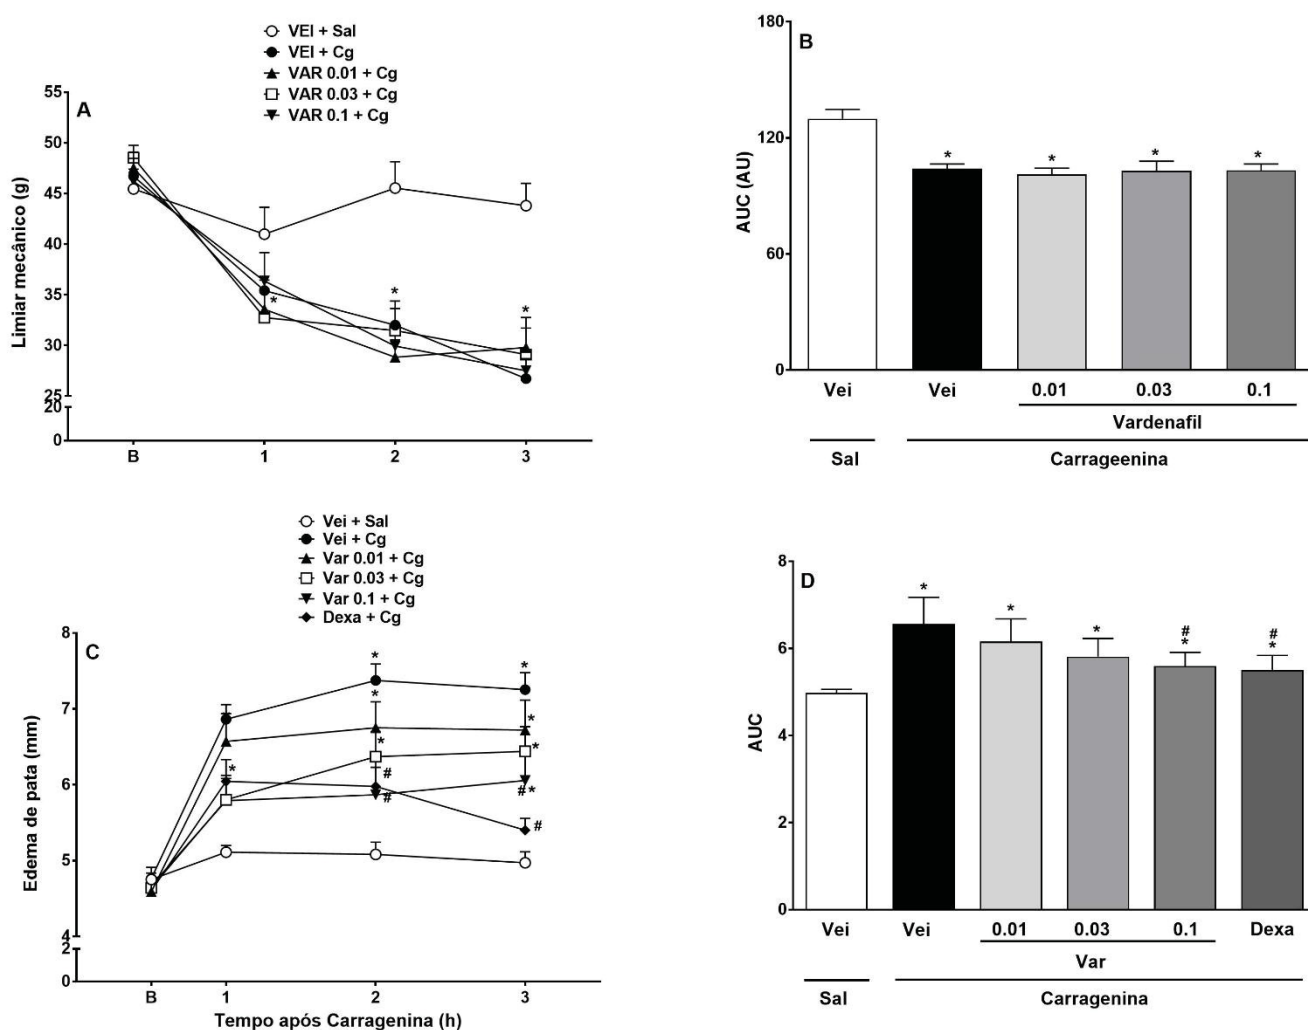 VEI + Sal
VEI + Cg
VAR 0.01 + Cg
VAR 0.03 + Cg
VAR 0.1 + Cg
A
Limiar mecânico (g)
55
50
45
40
35
30
25
20
0
*
*
*
B 1 2 3
B
AUC (AU)
180
120
60
0
* * * *
Vei Vei 0.01 0.03 0.1
Vardenafil
Sal Carrageenina
Vei + Sal
Vei + Cg
Var 0.01 + Cg
Var 0.03 + Cg
Var 0.1 + Cg
Dexa + Cg
C
Edema de pata (mm)
8
7
6
5
4
2
0
* *
*
*
* *
* #
# #*
#
B 1 2 3
Tempo após Carragenina (h)
D
AUC
8
6
4
2
0
* * * # #
* *
Vei Vei 0.01 0.03 0.1 Dexa
Var
Sal Carragenina